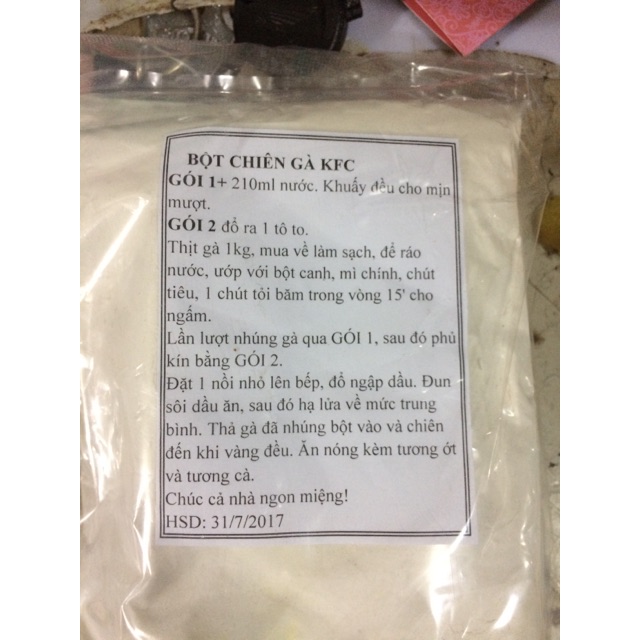 BỘT CHIÊN GÀ KFC
GÓI 1+ 210ml nước. Khuấy đều cho mịn
mượt.
GÓI 2 đổ ra 1 tô to.
Thịt gà 1kg, mua về làm sạch, để ráo
nước, ướp với bột canh, mì chính, chút
tiêu, 1 chút tỏi băm trong vòng 15' cho
ngấm.
Lần lượt nhúng gà qua GÓI 1, sau đó phủ
kín bằng GÓI 2.
Đặt 1 nồi nhỏ lên bếp, đổ ngập dầu. Đun
sôi dầu ăn, sau đó hạ lửa về mức trung
bình. Thả gà đã nhúng bột vào và chiên
đến khi vàng đều. Ăn nóng kèm tương ớt
và tương cà.
Chúc cả nhà ngon miệng!
HSD: 31/7/2017